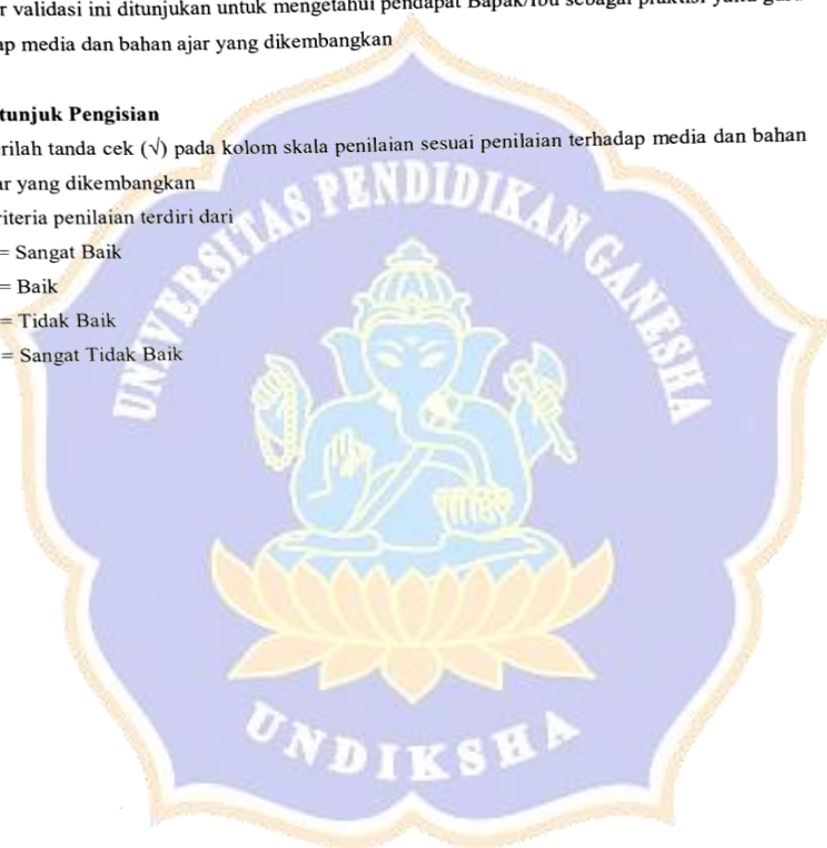 r validasi ini ditunjukan untuk mengetahui pendapat Bapak/Ibu sebagai praktisi yaitu
ap media dan bahan ajar yang dikembangkan
tunjuk Pengisian
rilah tanda cek (√) pada kolom skala penilaian sesuai penilaian terhadap media dan bahan
ar yang dikembangkan
riteria penilaian terdiri dari
= Sangat Baik
= Baik
= Tidak Baik
= Sangat Tidak Baik
UNIVERSITAS PENDIDIKAN GANESHA
UNDIKSHA